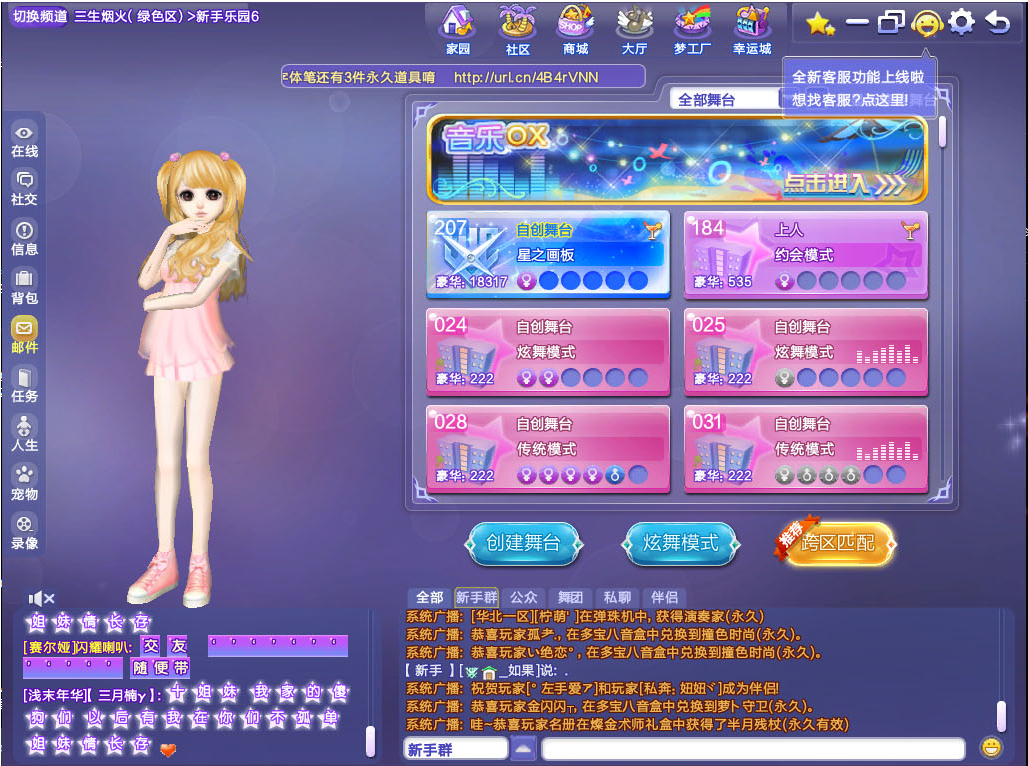 切换频道 三生烟火( 绿色区) >新手乐园6
家园
社区
商城
大厅
梦工厂
幸运城
体笔还有3件永久道具唷 http://url.cn/4B4rVNN
全新客服功能上线啦
想找客服?点这里!
全部舞台
在线
社交
信息
背包
邮件
任务
人生
宠物
录像
音乐OX
点击进入
207
自创舞台
星之画板
豪华: 18317
184
上人
约会模式
豪华: 535
024
自创舞台
炫舞模式
豪华: 222
025
自创舞台
炫舞模式
豪华: 222
028
自创舞台
传统模式
豪华: 222
031
自创舞台
传统模式
豪华: 222
创建舞台
炫舞模式
推荐
跨区匹配
姐妹情长存
[赛尔娅]闪耀喇叭: 交 友
随 便 带
[浅末年华]【 三月楠y 】: 十 姐 妹 我 家 的 傻
狗 们 以 后 有 我 在 你 们 不 孤 单
姐 妹 情 长 存
全部 新手群 公众 舞团 私聊 伴侣
系统广播: [华北一区][柠萌' ]在弹珠机中, 获得演奏家(永久)
系统广播: 恭喜玩家孤 , 在多宝八音盒中兑换到撞色时尚(永久)。
系统广播: 恭喜玩家い绝恋° , 在多宝八音盒中兑换到撞色时尚(永久)。
【 新手 】[ _如果]说: .
系统广播: 祝贺玩家[° 左手爱ァ]和玩家[私奔; 妞妞ヾ]成为伴侣!
系统广播: 恭喜玩家金闪闪 , 在多宝八音盒中兑换到萝卜守卫(永久)。
系统广播: 哇~恭喜玩家名册在燦金术师礼盒中获得了半月残杖(永久有效)
新手群